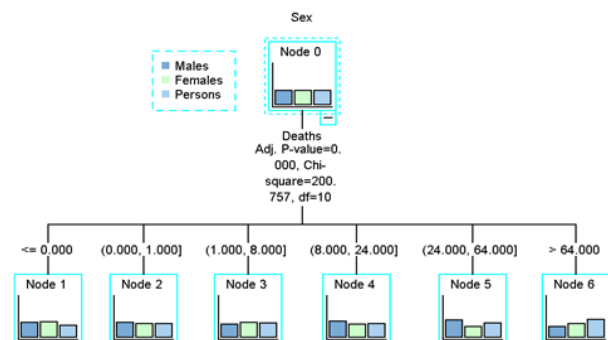 Sex
Node 0
Males
Females
Persons
Deaths
Adj. P-value=0.
000, Chi-
square=200.
757, df=10
<= 0.000
(0.000, 1.000]
(1.000, 8.000]
(8.000, 24.000]
(24.000, 64.000]
> 64.000
Node 1
Node 2
Node 3
Node 4
Node 5
Node 6